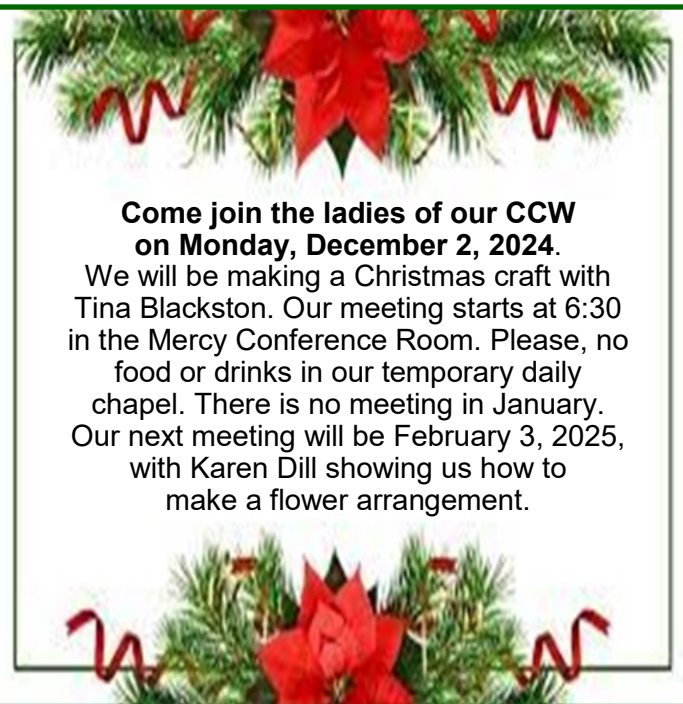 Come join the ladies of our CCW
on Monday, December 2, 2024.
We will be making a Christmas craft with
Tina Blackston. Our meeting starts at 6:30
in the Mercy Conference Room. Please, no
food or drinks in our temporary daily
chapel. There is no meeting in January.
Our next meeting will be February 3, 2025,
with Karen Dill showing us how to
make a flower arrangement.